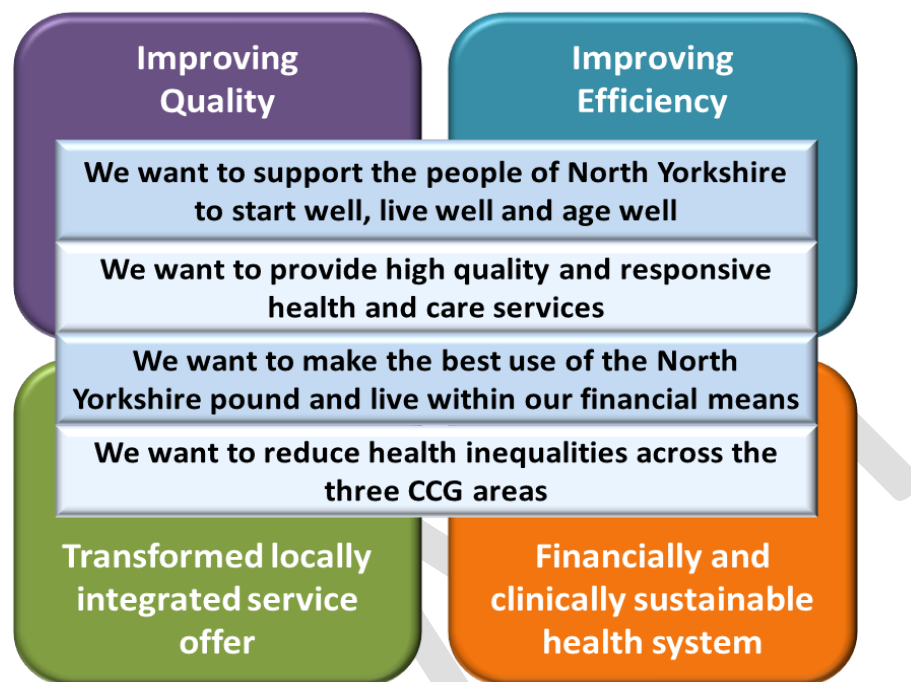 Improving
Quality
Improving
Efficiency
We want to support the people of North Yorkshire
to start well, live well and age well
We want to provide high quality and responsive
health and care services
We want to make the best use of the North
Yorkshire pound and live within our financial means
We want to reduce health inequalities across the
three CCG areas
Transformed locally
integrated service
offer
Financially and
clinically sustainable
health system